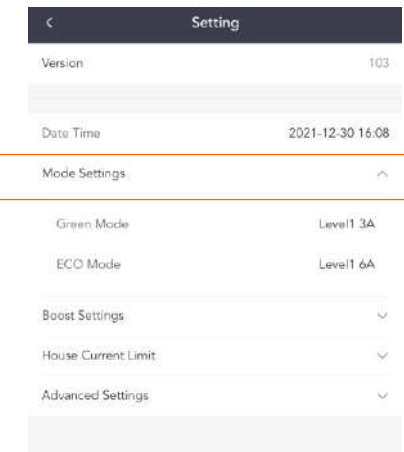 Setting
Version 103
Date Time 2021-12-30 16:08
Mode Settings
Green Mode Level1 3A
ECO Mode Level1 6A
Boost Settings
House Current Limit
Advanced Settings